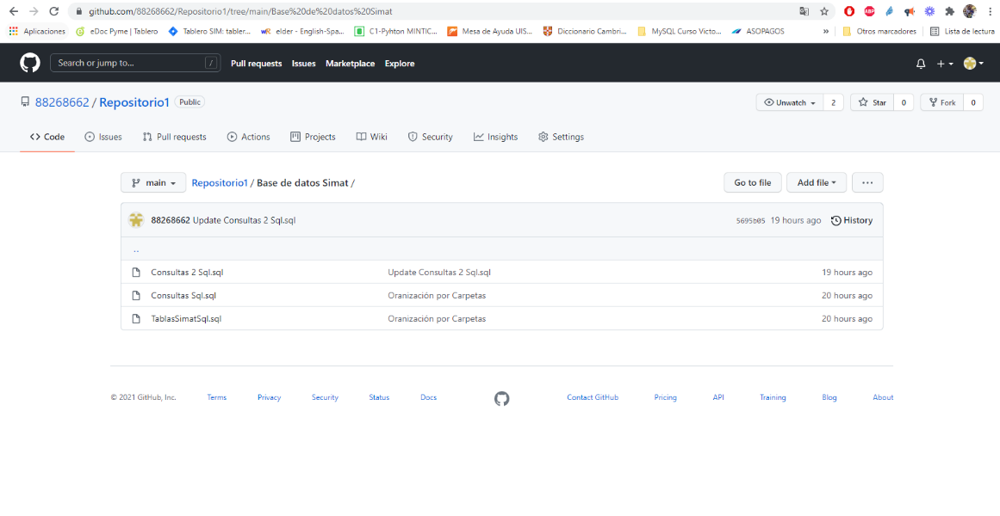 github.com/88268662/Repositorio1/tree/main/Base%20de%20datos%20Simat
Aplicaciones eDoc Pyme | Tablero Tablero SIM: tabler... wR elder - English-Spa... C1-Pyhton MINTIC... Mesa de Ayuda UIS... Diccionario Cambri... MySQL Curso Victo... ASOPAGOS » Otros marcadores Lista de lectura
Search or jump to... / Pull requests Issues Marketplace Explore
88268662 / Repositorio1 Public Unwatch 2 Star 0 Fork 0
Code Issues Pull requests Actions Projects Wiki Security Insights Settings
main Repositorio1 / Base de datos Simat / Go to file Add file ...
88268662 Update Consultas 2 Sql.sql 5695b05 19 hours ago History
..
Consultas 2 Sql.sql Update Consultas 2 Sql.sql 19 hours ago
Consultas Sql.sql Oranización por Carpetas 20 hours ago
TablasSimatSql.sql Oranización por Carpetas 20 hours ago
© 2021 GitHub, Inc. Terms Privacy Security Status Docs Contact GitHub Pricing API Training Blog About